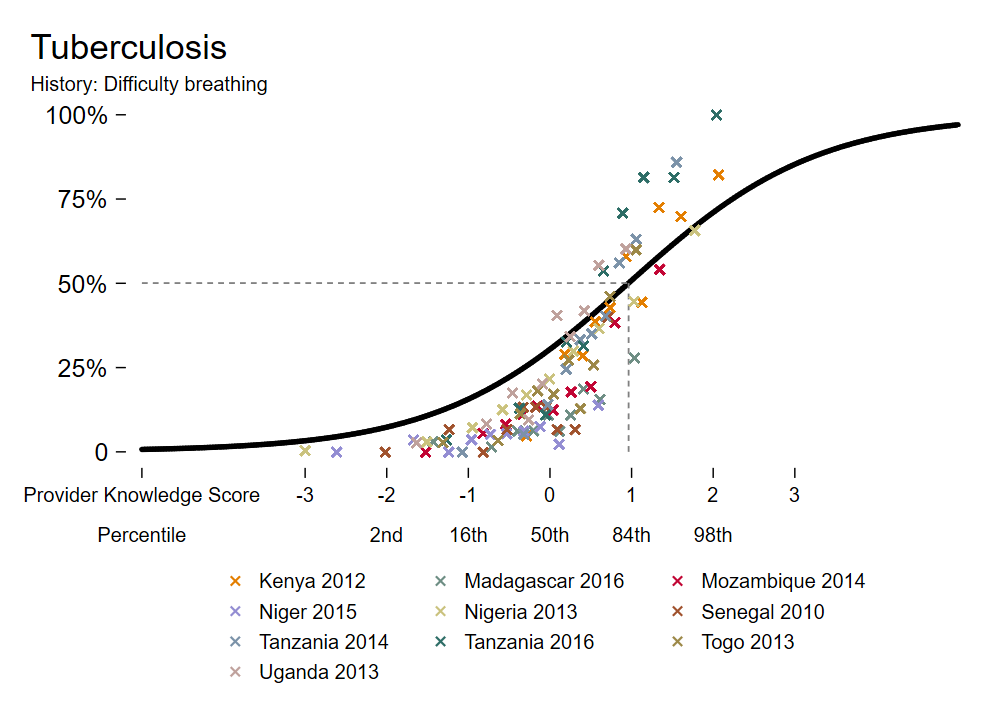 Tuberculosis
History: Difficulty breathing
100%
75%
50%
25%
0
Provider Knowledge Score -3 -2 -1 0 1 2 3
Percentile 2nd 16th 50th 84th 98th
Kenya 2012 Madagascar 2016 Mozambique 2014
Niger 2015 Nigeria 2013 Senegal 2010
Tanzania 2014 Tanzania 2016 Togo 2013
Uganda 2013